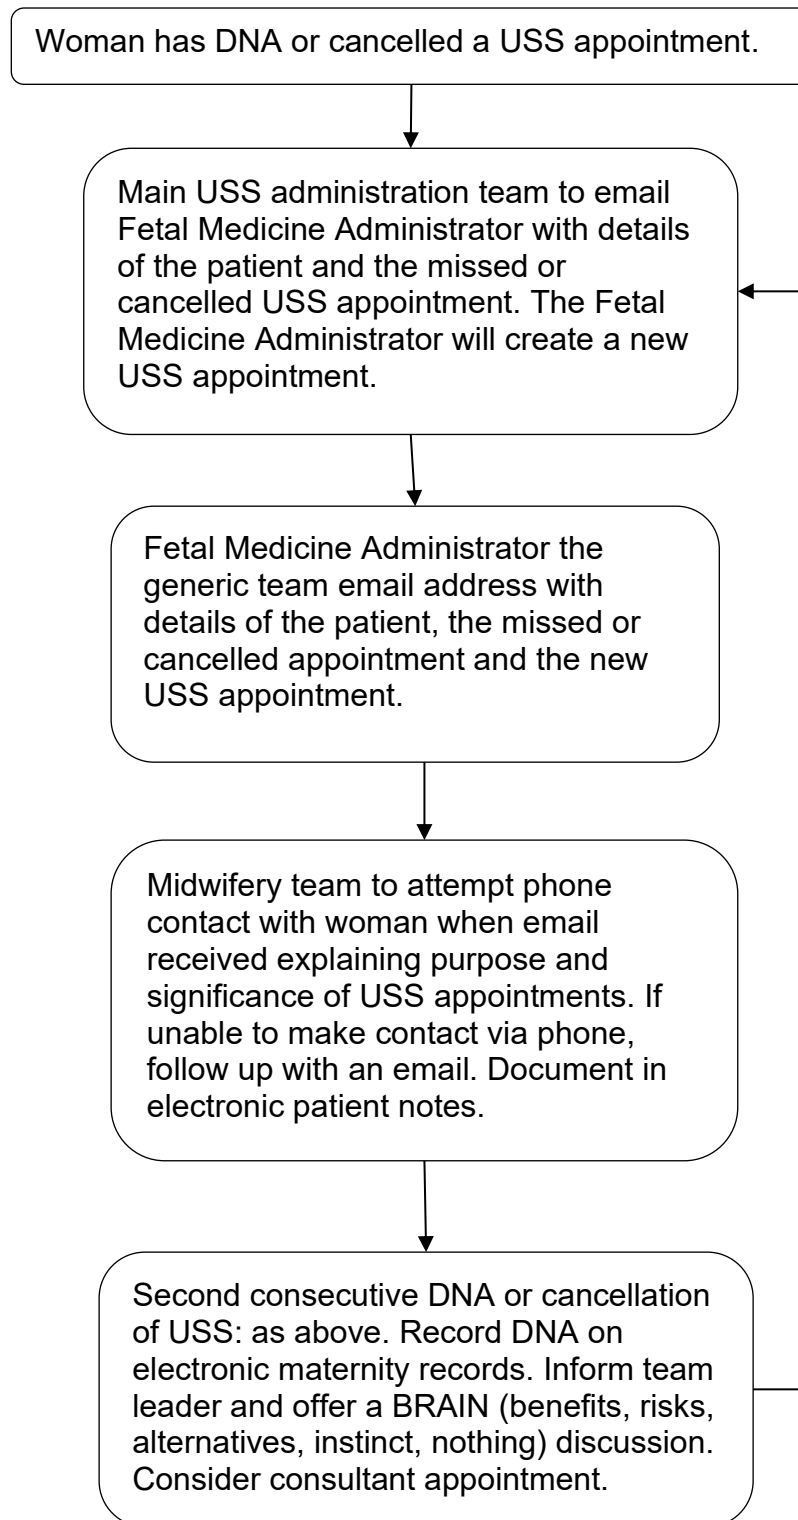 Woman has DNA or cancelled a USS appointment.
Main USS administration team to email
Fetal Medicine Administrator with details
of the patient and the missed or
cancelled USS appointment. The Fetal
Medicine Administrator will create a new
USS appointment.
Fetal Medicine Administrator the
generic team email address with
details of the patient, the missed or
cancelled appointment and the new
USS appointment.
Midwifery team to attempt phone
contact with woman when email
received explaining purpose and
significance of USS appointments. If
unable to make contact via phone,
follow up with an email. Document in
electronic patient notes.
Second consecutive DNA or cancellation
of USS: as above. Record DNA on
electronic maternity records. Inform team
leader and offer a BRAIN (benefits, risks,
alternatives, instinct, nothing) discussion.
Consider consultant appointment.